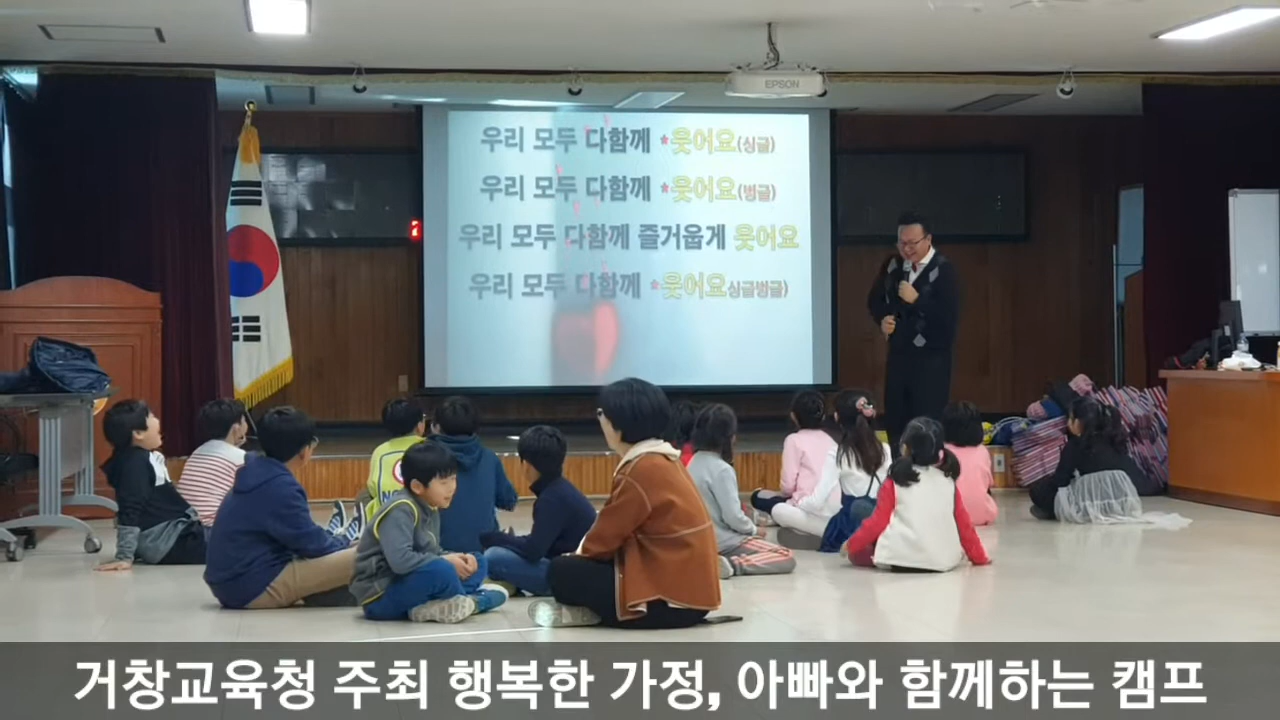 EPSON
우리 모두 다함께 *웃어요(싱글)
우리 모두 다함께 *웃어요(벙글)
우리 모두 다함께 즐거웁게 웃어요
우리 모두 다함께 *웃어요싱글벙글)
거창교육청 주최 행복한 가정, 아빠와 함께하는 캠프